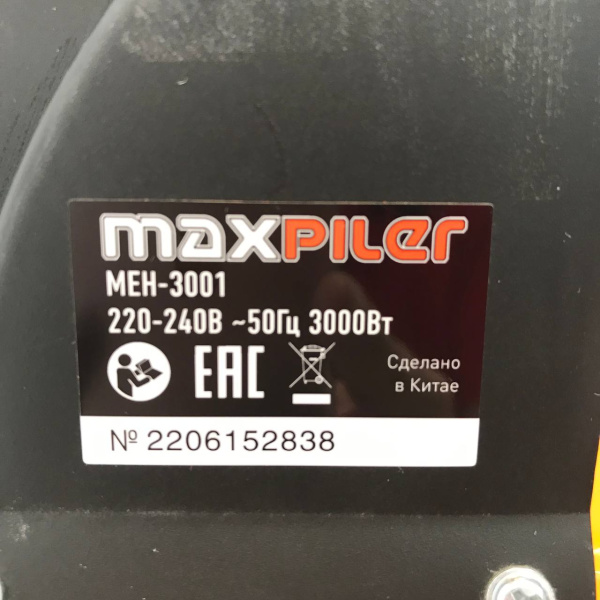 maxpiler
MEH-3001
220-240В ~50Гц 3000Вт
EAC
Сделано
в Китае
№ 2206152838